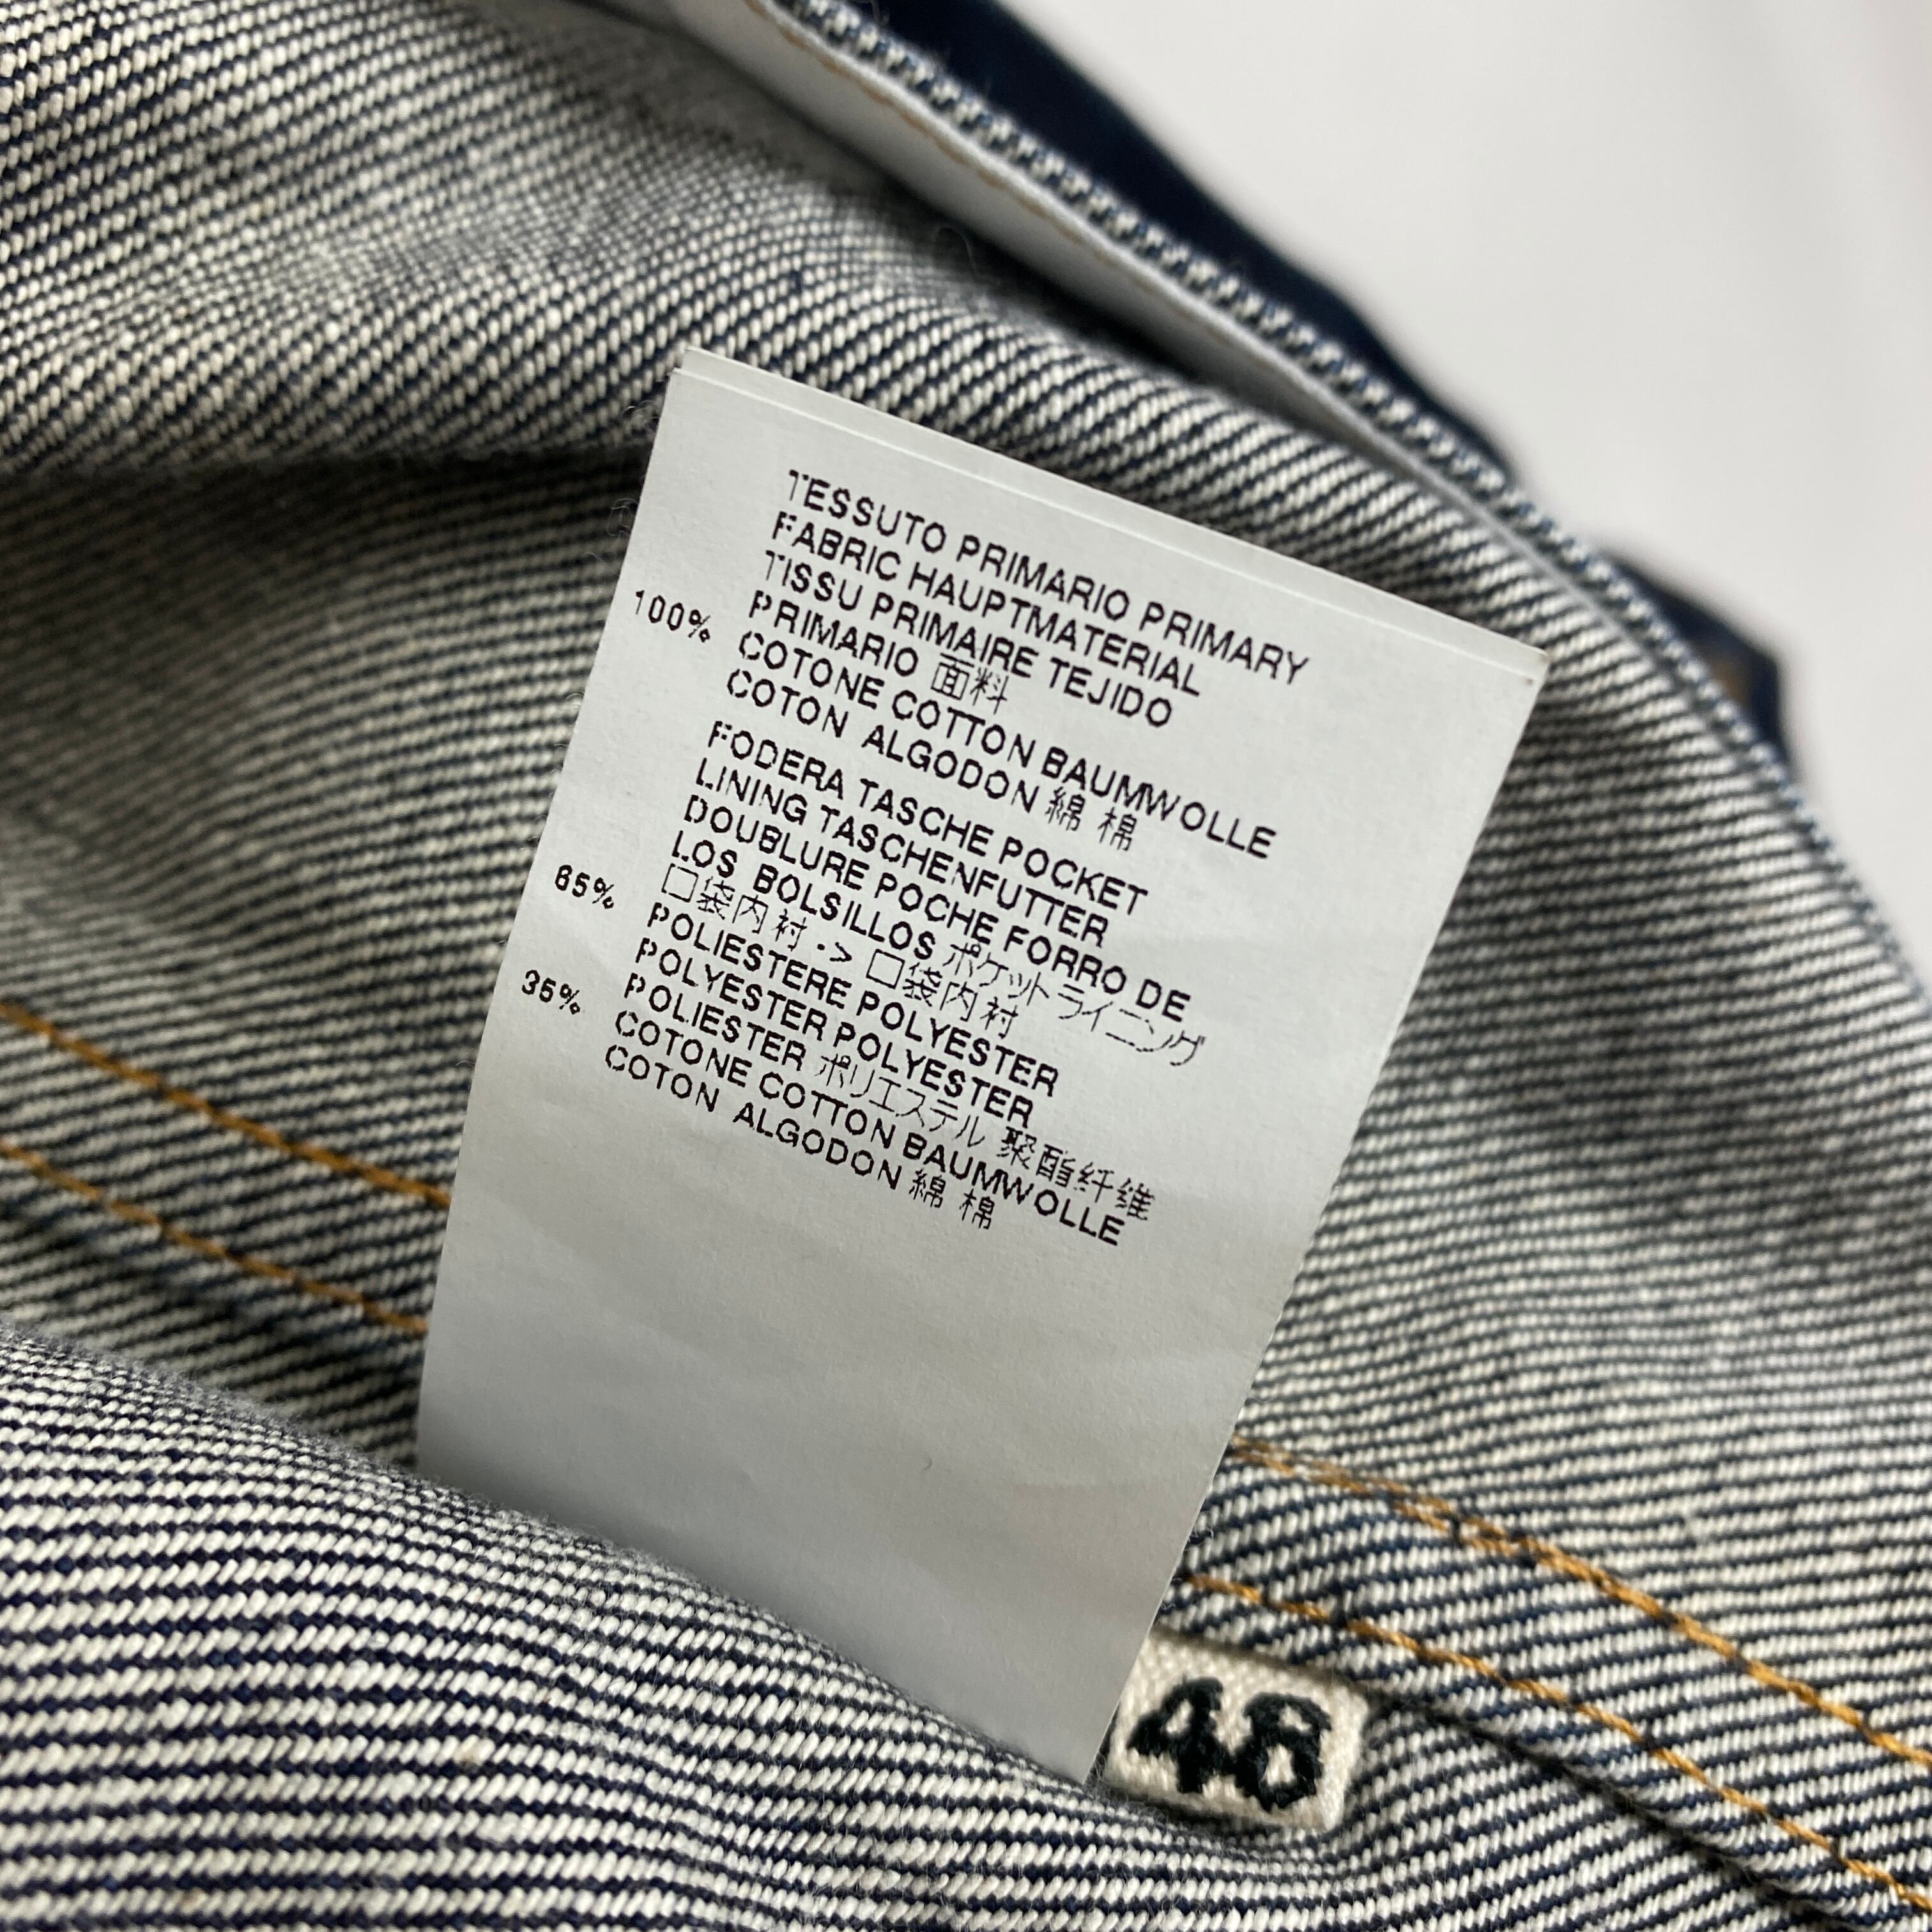 TESSUTO PRIMARIO PRIMARY
FABRIC HAUPTMATERIAL
TISSU PRIMAIRE TEJIDO
PRIMARIO 面料
100% COTONE COTTON BAUMWOLLE
COTON ALGODON 綿 棉
FODERA TASCHE POCKET
LINING TASCHENFUTTER
DOUBLURE POCHE FORRO DE
LOS BOLSILLOS ポケットライニング
口袋内衬 -> 口袋内衬
65% POLIESTERE POLYESTER
POLYESTER POLYESTER
POLIESTER ポリエステル 聚酯纤维
35% COTONE COTTON BAUMWOLLE
COTON ALGODON 綿 棉
46